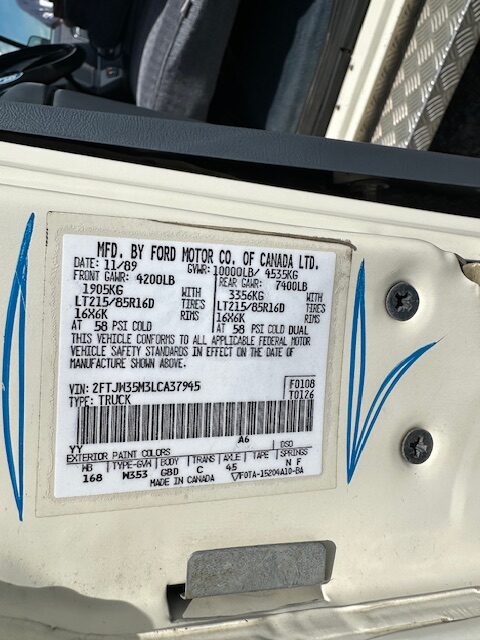 MFD. BY FORD MOTOR CO. OF CANADA LTD.
DATE: 11/89 GVWR: 10000LB/ 4535KG
FRONT GAWR: 4200LB REAR GAWR: 7400LB
1905KG WITH 3356KG WITH
LT215/85R16D TIRES LT215/85R16D TIRES
16X6K RIMS 16X6K RIMS
AT 58 PSI COLD AT 58 PSI COLD DUAL
THIS VEHICLE CONFORMS TO ALL APPLICABLE FEDERAL MOTOR
VEHICLE SAFETY STANDARDS IN EFFECT ON THE DATE OF
MANUFACTURE SHOWN ABOVE.
VIN: 2FTJW35M3LCA37945 F0108
TYPE: TRUCK T0126
YY A6
EXTERIOR PAINT COLORS DSO
WB TYPE-GVW BODY TRANS AXLE TAPE SPRINGS
168 W353 GBD C 45 N F
MADE IN CANADA F0TA-15204A10-BA